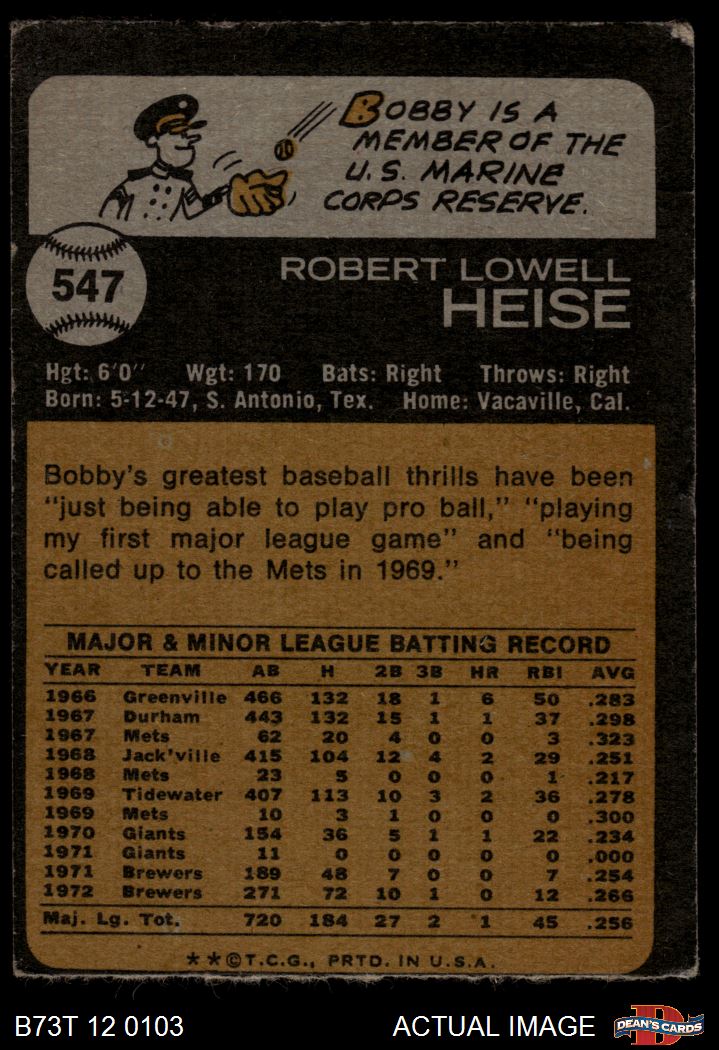 BOBBY IS A
MEMBER OF THE
U.S. MARINE
CORPS RESERVE.
547
ROBERT LOWELL
HEISE
Hgt: 6'0" Wgt: 170 Bats: Right Throws: Right
Born: 5-12-47, S. Antonio, Tex. Home: Vacaville, Cal.
Bobby's greatest baseball thrills have been
"just being able to play pro ball," "playing
my first major league game" and "being
called up to the Mets in 1969."
MAJOR & MINOR LEAGUE BATTING RECORD
YEAR TEAM AB H 2B 3B HR RBI AVG
1966 Greenville 466 132 18 1 6 50 .283
1967 Durham 443 132 15 1 1 37 .298
1967 Mets 62 20 4 0 0 3 .323
1968 Jack'ville 415 104 12 4 2 29 .251
1968 Mets 23 5 0 0 0 1 .217
1969 Tidewater 407 113 10 3 2 36 .278
1969 Mets 10 3 1 0 0 0 .300
1970 Giants 154 36 5 1 1 22 .234
1971 Giants 11 0 0 0 0 0 .000
1971 Brewers 189 48 7 0 0 7 .254
1972 Brewers 271 72 10 1 0 12 .266
Maj. Lg. Tot. 720 184 27 2 1 45 .256
**©T.C.G., PRTD. IN U.S.A.
B73T 12 0103 ACTUAL IMAGE DEAN'S CARDS